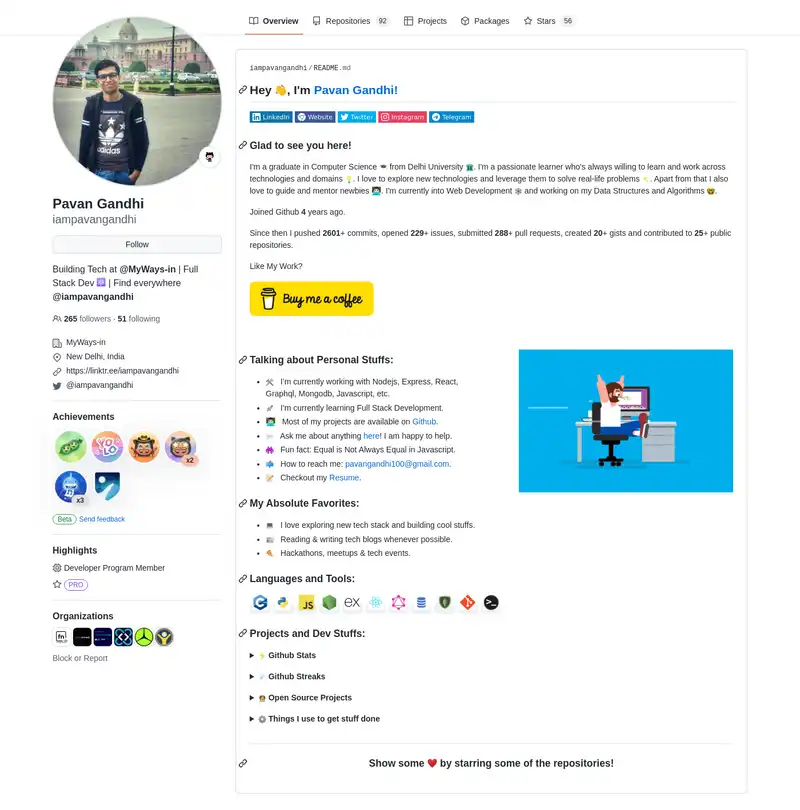 Overview
Repositories 92
Projects
Packages
Stars 56
adidas
Pavan Gandhi
iampavangandhi
Follow
Building Tech at @MyWays-in | Full
Stack Dev ⚛️ | Find everywhere
@iampavangandhi
265 followers · 51 following
MyWays-in
New Delhi, India
https://linktr.ee/iampavangandhi
@iampavangandhi
Achievements
YO
LO
x2
x3
Beta Send feedback
Highlights
Developer Program Member
PRO
Organizations
Block or Report
iampavangandhi/README.md
Hey 👋, I'm Pavan Gandhi!
LinkedIn Website Twitter Instagram Telegram
Glad to see you here!
I'm a graduate in Computer Science 🎓 from Delhi University 🏫. I'm a passionate learner who's always willing to learn and work across
technologies and domains 💡. I love to explore new technologies and leverage them to solve real-life problems ✨. Apart from that I also
love to guide and mentor newbies 👨🏻‍💻. I'm currently into Web Development 🕸 and working on my Data Structures and Algorithms 🤓.
Joined Github 4 years ago.
Since then I pushed 2601+ commits, opened 229+ issues, submitted 288+ pull requests, created 20+ gists and contributed to 25+ public
repositories.
Like My Work?
Buy me a coffee
Talking about Personal Stuffs:
🛠 I'm currently working with Nodejs, Express, React,
Graphql, Mongodb, Javascript, etc.
🚀 I'm currently learning Full Stack Development.
👨🏻‍💻 Most of my projects are available on Github.
💬 Ask me about anything here! I am happy to help.
👾 Fun fact: Equal is Not Always Equal in Javascript.
📫 How to reach me: pavangandhi100@gmail.com.
📝 Checkout my Resume.
My Absolute Favorites:
💻 I love exploring new tech stack and building cool stuffs.
📰 Reading & writing tech blogs whenever possible.
🍕 Hackathons, meetups & tech events.
Languages and Tools:
JS
ex
Projects and Dev Stuffs:
⚡ Github Stats
☄️ Github Streaks
🧑🏻‍💻 Open Source Projects
⚙️ Things I use to get stuff done
Show some ❤️ by starring some of the repositories!